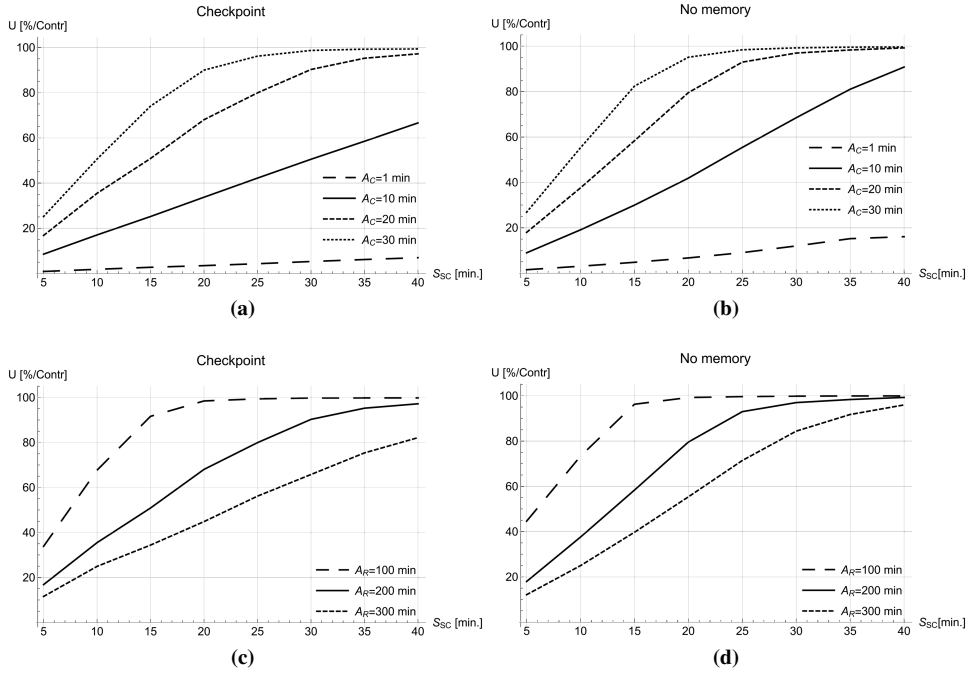 Checkpoint
U [%/Contr]
100
80
60
40
20
A_C=1 min
A_C=10 min
A_C=20 min
A_C=30 min
5 10 15 20 25 30 35 40
S_SC [min.]
(a)
No memory
U [%/Contr]
100
80
60
40
20
A_C=1 min
A_C=10 min
A_C=20 min
A_C=30 min
5 10 15 20 25 30 35 40
S_SC[min.]
(b)
Checkpoint
U [%/Contr]
100
80
60
40
20
A_R=100 min
A_R=200 min
A_R=300 min
5 10 15 20 25 30 35 40
S_SC [min.]
(c)
No memory
U [%/Contr]
100
80
60
40
20
A_R=100 min
A_R=200 min
A_R=300 min
5 10 15 20 25 30 35 40
S_SC[min.]
(d)